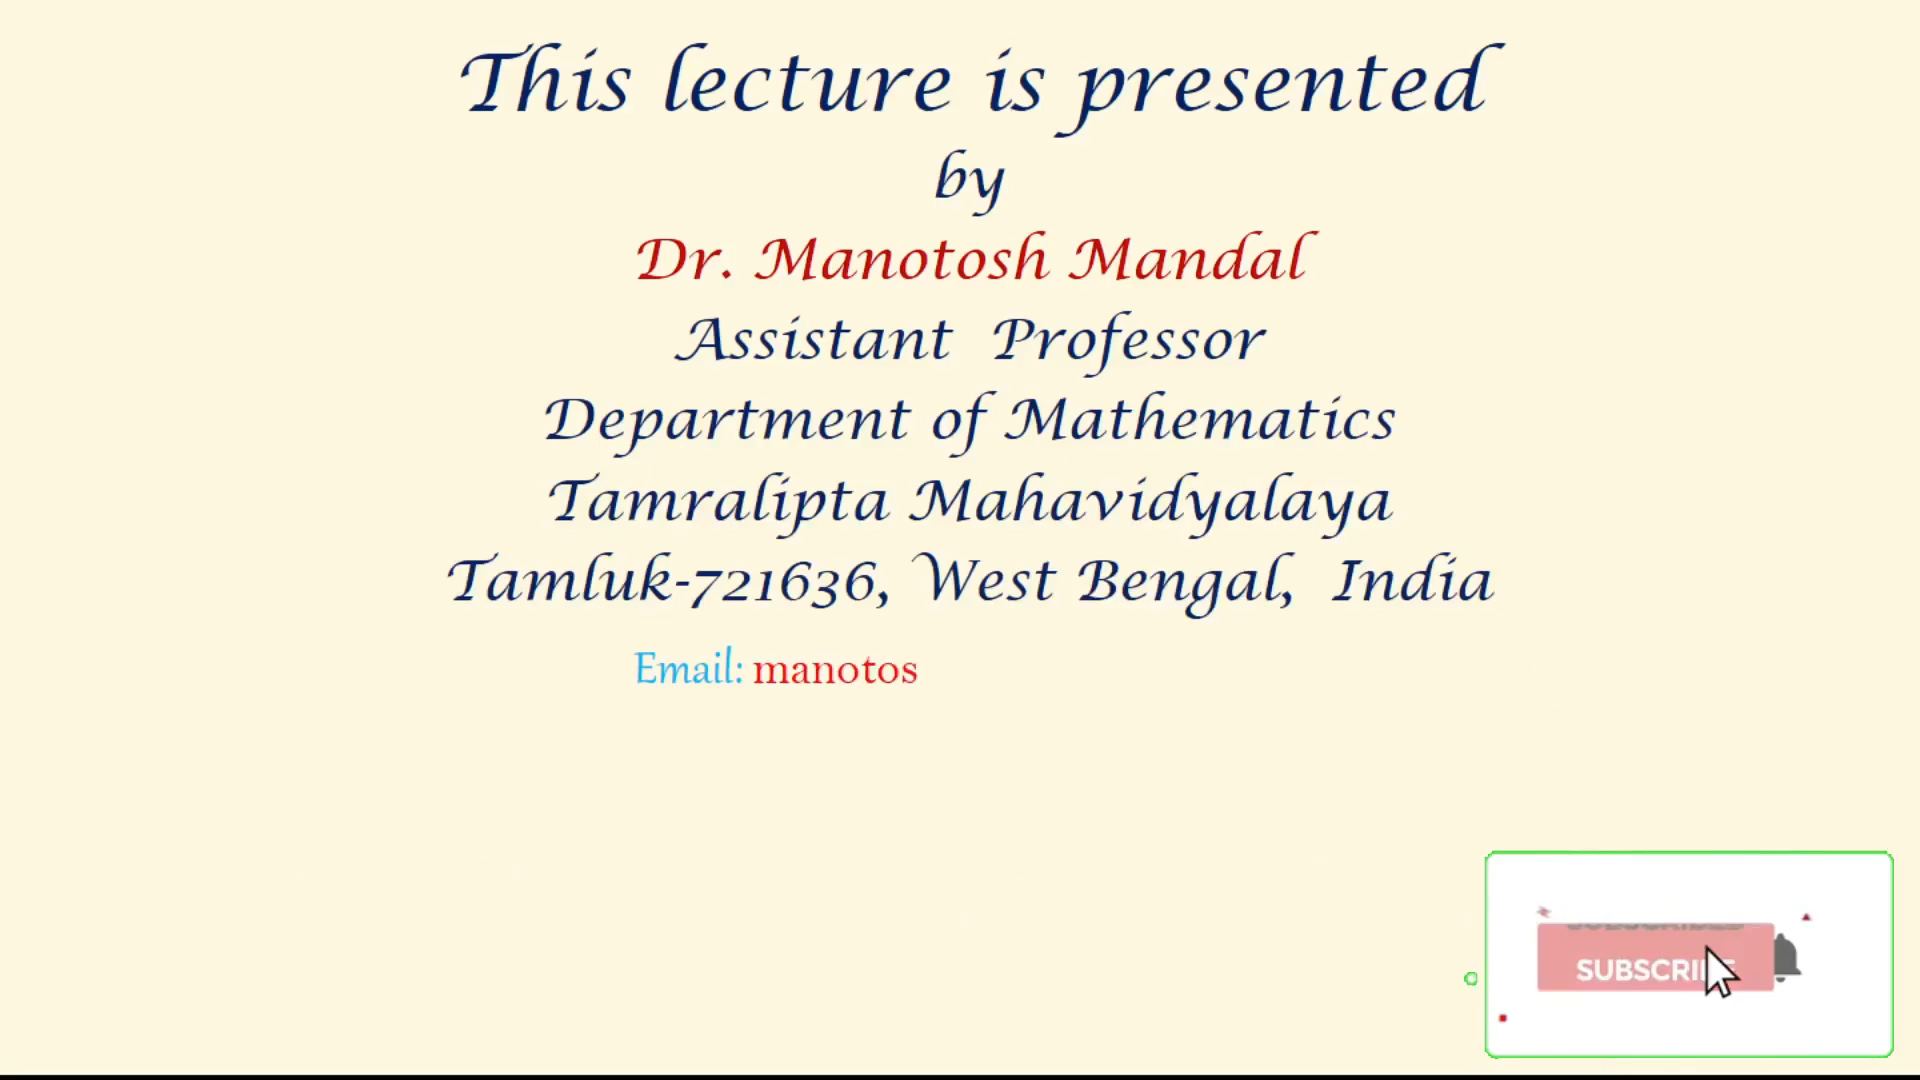 This lecture is presented
by
Dr. Manotosh Mandal
Assistant Professor
Department of Mathematics
Tamralipta Mahavidyalaya
Tamluk-721636, West Bengal, India
Email: manotos